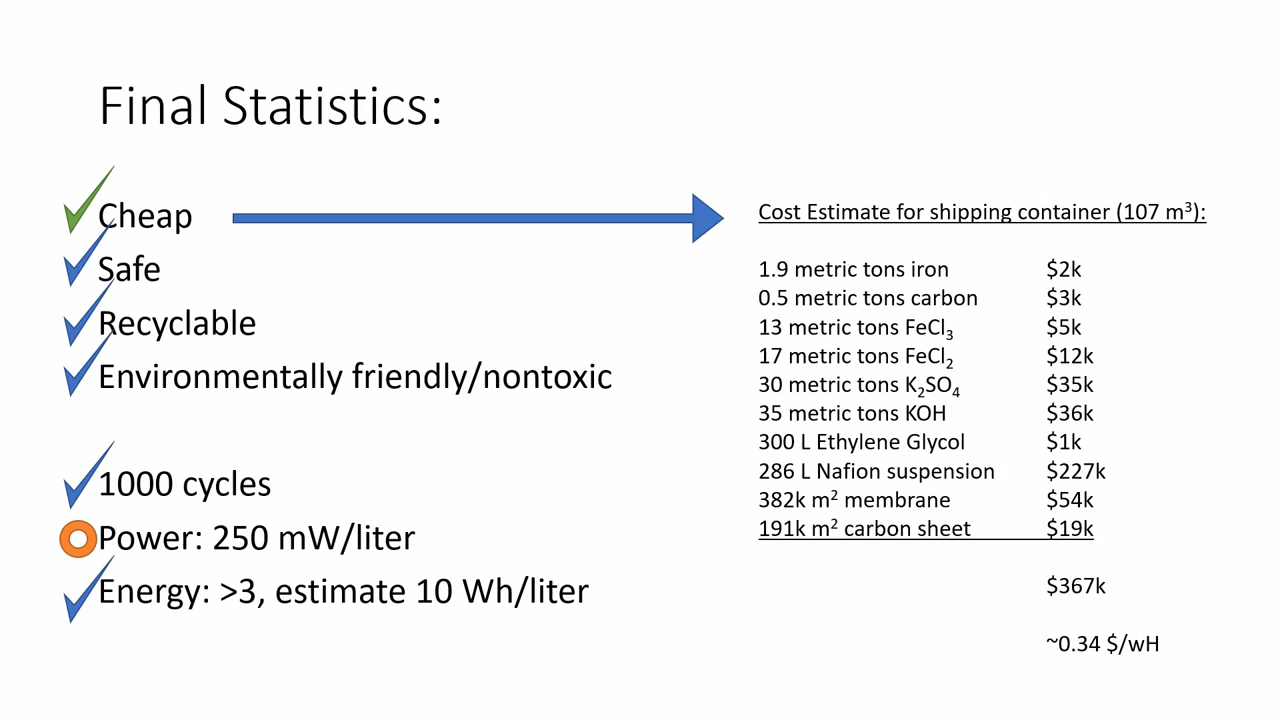 Final Statistics:
Cheap
Safe
Recyclable
Environmentally friendly/nontoxic
1000 cycles
Power: 250 mW/liter
Energy: >3, estimate 10 Wh/liter
Cost Estimate for shipping container (107 m³):
1.9 metric tons iron $2k
0.5 metric tons carbon $3k
13 metric tons FeCl₃ $5k
17 metric tons FeCl₂ $12k
30 metric tons K₂SO₄ $35k
35 metric tons KOH $36k
300 L Ethylene Glycol $1k
286 L Nafion suspension $227k
382k m² membrane $54k
191k m² carbon sheet $19k
$367k
~0.34 $/wH